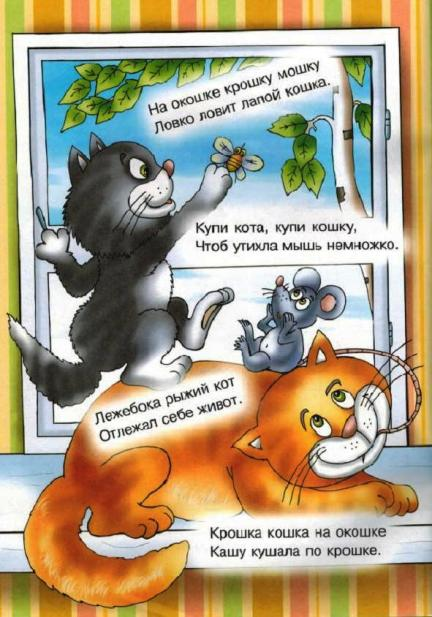 На окошке крошку мошку
Ловко ловит лапой кошка.
Купи кота, купи кошку,
Чтоб утихла мышь немножко.
Лежебока рыжий кот
Отлежал себе живот.
Крошка кошка на окошке
Кашу кушала по крошке.